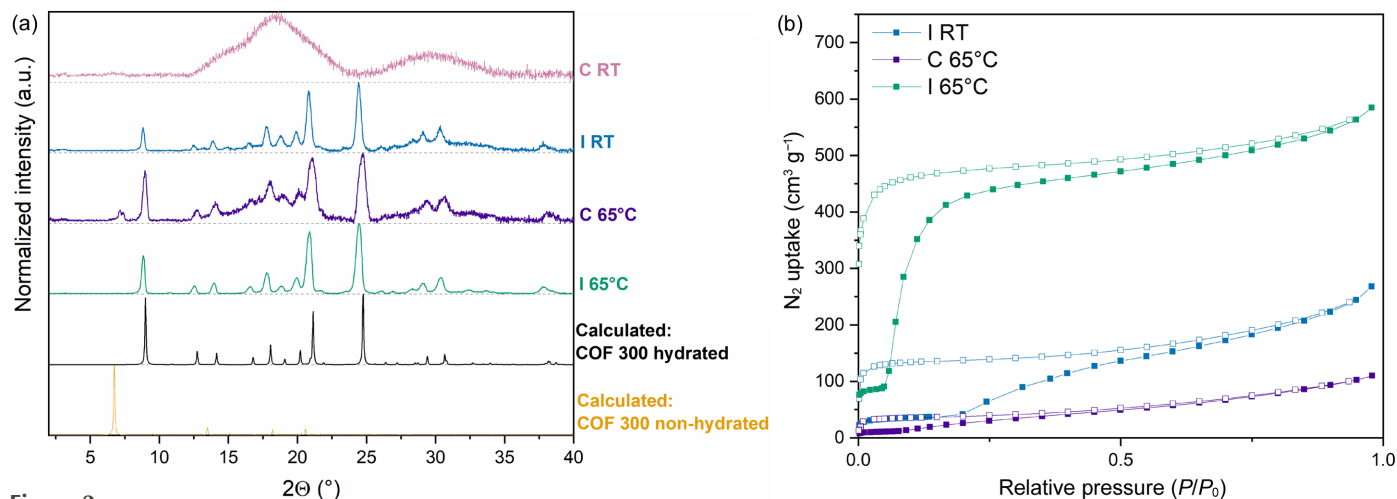 (a)
Normalized intensity (a.u.)
C RT
I RT
C 65°C
I 65°C
Calculated:
COF 300 hydrated
Calculated:
COF 300 non-hydrated
5 10 15 20 25 30 35 40
2Θ (°)
(b)
I RT
C 65°C
I 65°C
N₂ uptake (cm³ g⁻¹)
700
600
500
400
300
200
100
0
0.0 0.5 1.0
Relative pressure (P/P₀)